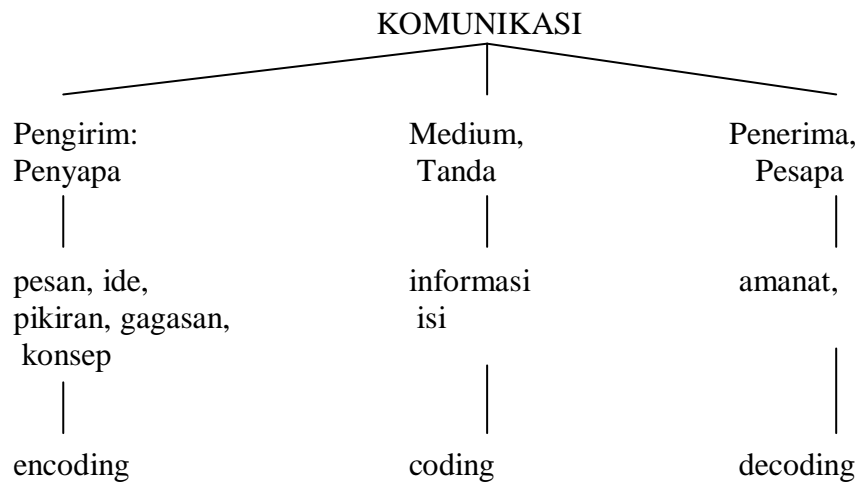 KOMUNIKASI
Pengirim:
Penyapa
Medium,
Tanda
Penerima,
Pesapa
pesan, ide,
pikiran, gagasan,
konsep
informasi
isi
amanat,
encoding
coding
decoding